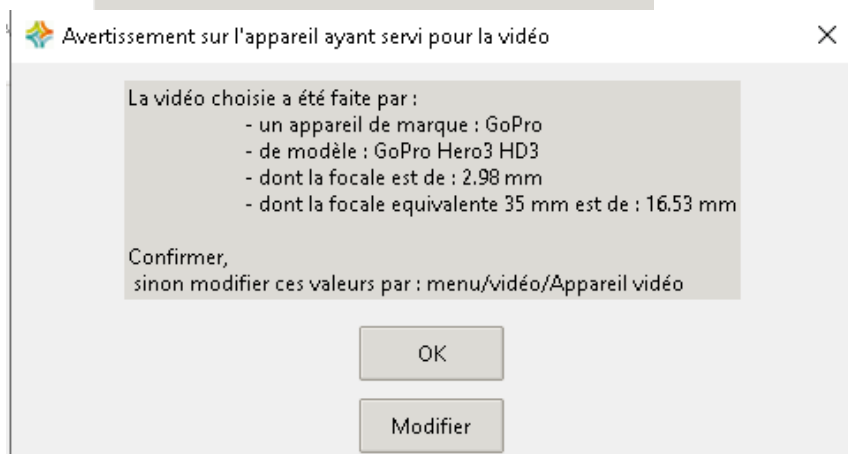 Avertissement sur l'appareil ayant servi pour la vidéo
La vidéo choisie a été faite par :
- un appareil de marque : GoPro
- de modèle : GoPro Hero3 HD3
- dont la focale est de : 2.98 mm
- dont la focale equivalente 35 mm est de : 16.53 mm
Confirmer,
sinon modifier ces valeurs par : menu/vidéo/Appareil vidéo
OK
Modifier